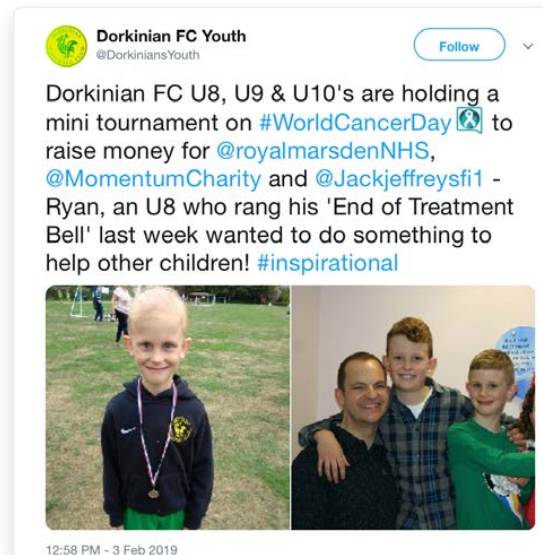 Dorkinian FC Youth
@DorkiniansYouth
Follow
Dorkinian FC U8, U9 & U10's are holding a
mini tournament on #WorldCancerDay to
raise money for @royalmarsdenNHS,
@MomentumCharity and @Jackjeffreysfi1 -
Ryan, an U8 who rang his 'End of Treatment
Bell' last week wanted to do something to
help other children! #inspirational
12:58 PM - 3 Feb 2019